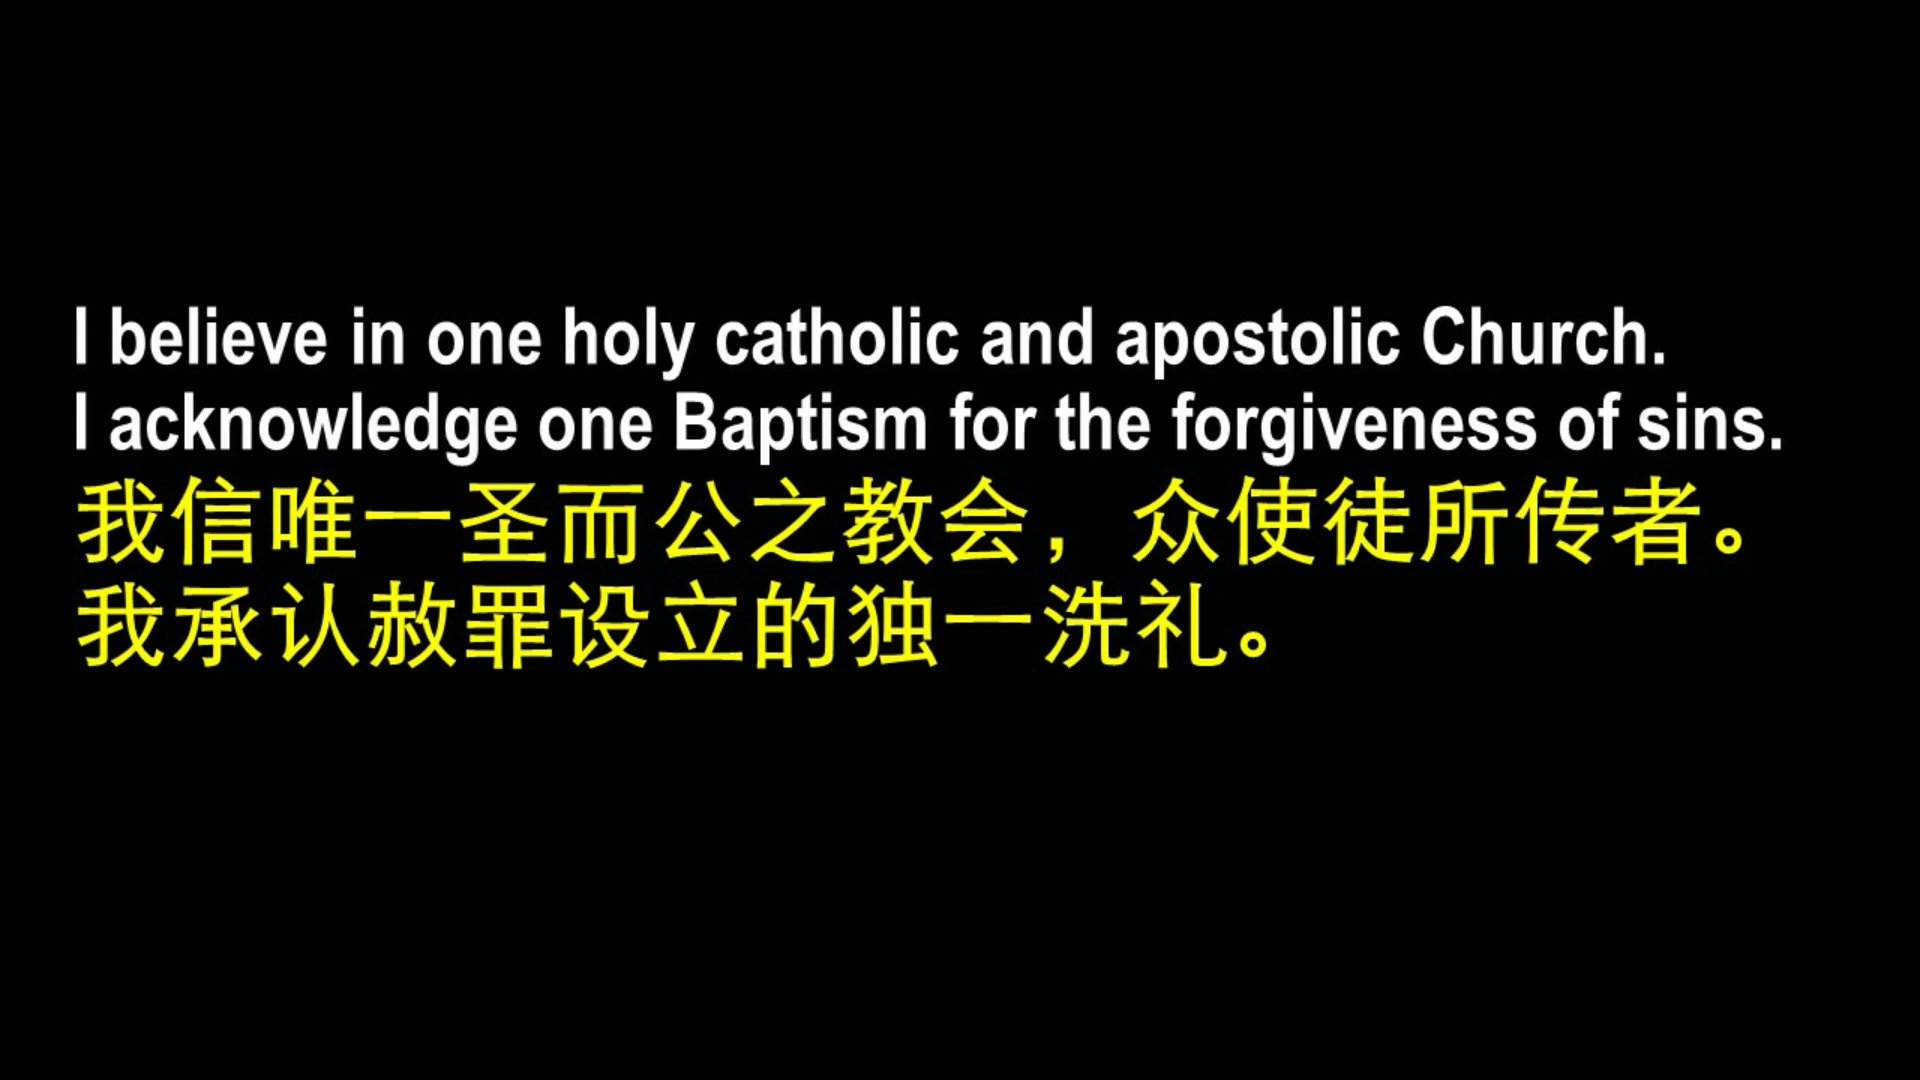 I believe in one holy catholic and apostolic Church.
I acknowledge one Baptism for the forgiveness of sins.
我信唯一圣而公之教会，众使徒所传者。
我承认赦罪设立的独一洗礼。